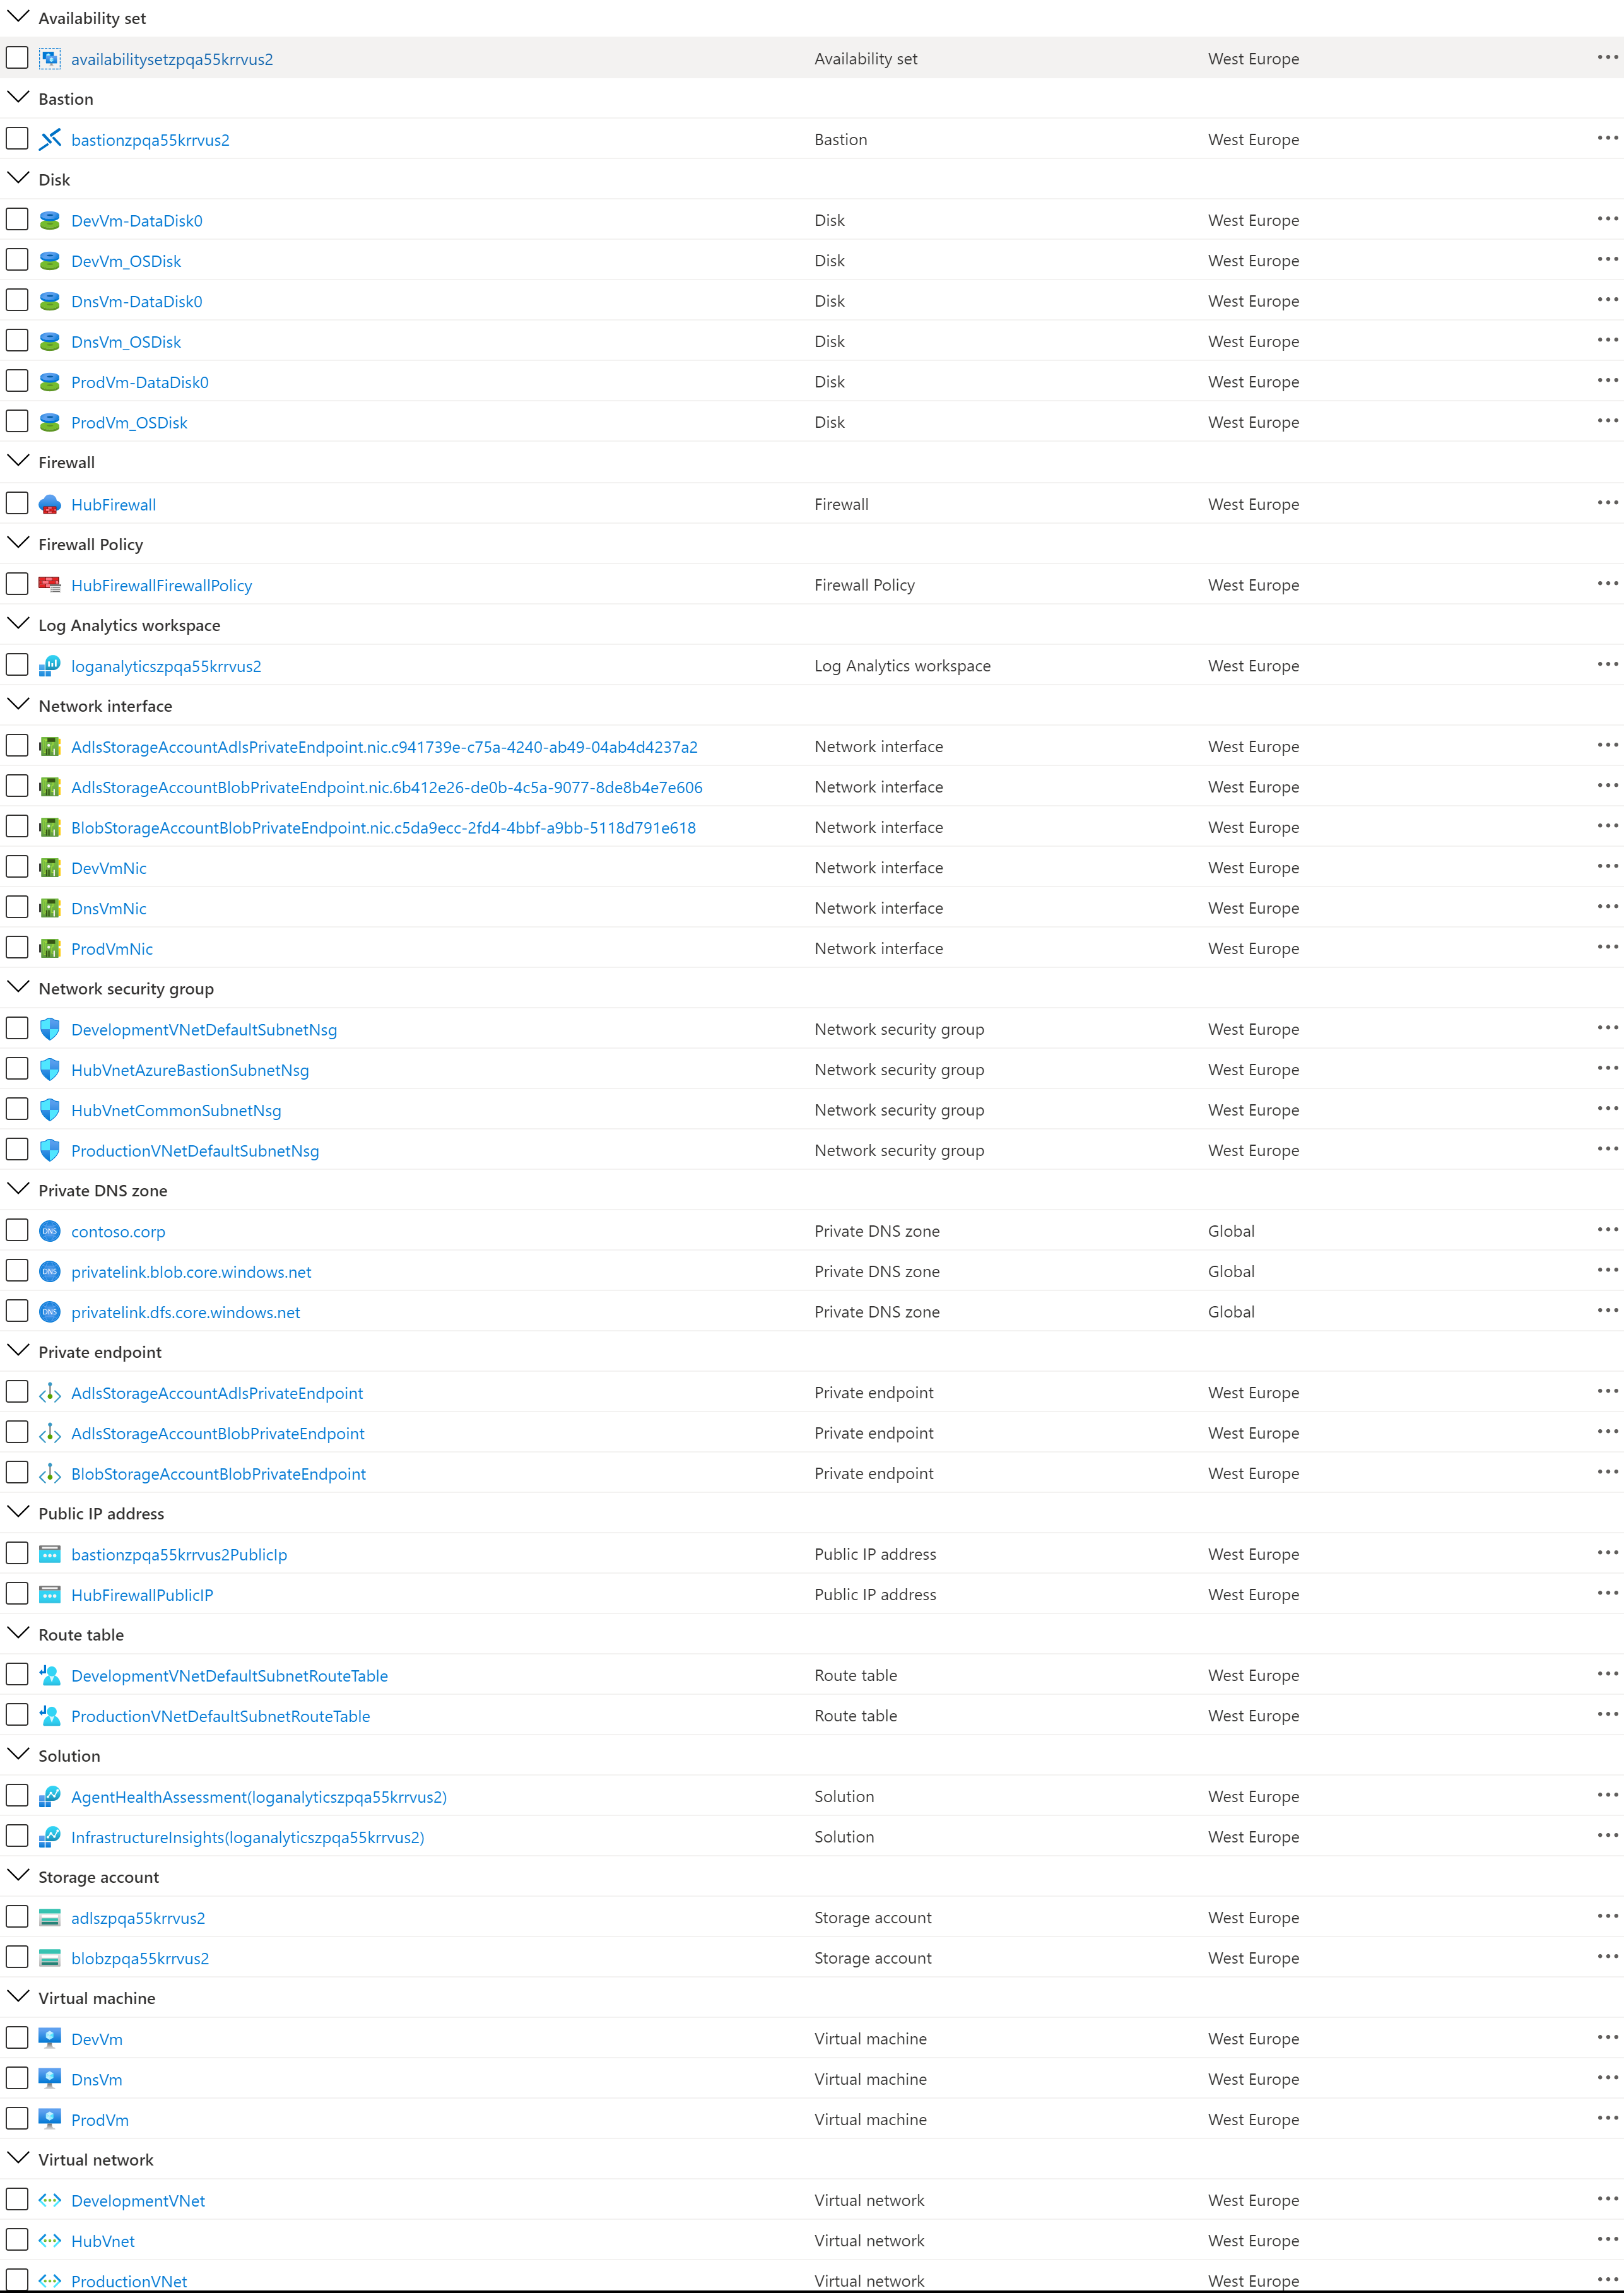 Availability set
availabilitysetzpqa55krrvus2 Availability set West Europe
Bastion
bastionzpqa55krrvus2 Bastion West Europe
Disk
DevVm-DataDisk0 Disk West Europe
DevVm_OSDisk Disk West Europe
DnsVm-DataDisk0 Disk West Europe
DnsVm_OSDisk Disk West Europe
ProdVm-DataDisk0 Disk West Europe
ProdVm_OSDisk Disk West Europe
Firewall
HubFirewall Firewall West Europe
Firewall Policy
HubFirewallFirewallPolicy Firewall Policy West Europe
Log Analytics workspace
loganalyticszpqa55krrvus2 Log Analytics workspace West Europe
Network interface
AdlsStorageAccountAdlsPrivateEndpoint.nic.c941739e-c75a-4240-ab49-04ab4d4237a2 Network interface West Europe
AdlsStorageAccountBlobPrivateEndpoint.nic.6b412e26-de0b-4c5a-9077-8de8b4e7e606 Network interface West Europe
BlobStorageAccountBlobPrivateEndpoint.nic.c5da9ecc-2fd4-4bbf-a9bb-5118d791e618 Network interface West Europe
DevVmNic Network interface West Europe
DnsVmNic Network interface West Europe
ProdVmNic Network interface West Europe
Network security group
DevelopmentVNetDefaultSubnetNsg Network security group West Europe
HubVnetAzureBastionSubnetNsg Network security group West Europe
HubVnetCommonSubnetNsg Network security group West Europe
ProductionVNetDefaultSubnetNsg Network security group West Europe
Private DNS zone
DNS contoso.corp Private DNS zone Global
DNS privatelink.blob.core.windows.net Private DNS zone Global
DNS privatelink.dfs.core.windows.net Private DNS zone Global
Private endpoint
AdlsStorageAccountAdlsPrivateEndpoint Private endpoint West Europe
AdlsStorageAccountBlobPrivateEndpoint Private endpoint West Europe
BlobStorageAccountBlobPrivateEndpoint Private endpoint West Europe
Public IP address
bastionzpqa55krrvus2PublicIp Public IP address West Europe
HubFirewallPublicIP Public IP address West Europe
Route table
DevelopmentVNetDefaultSubnetRouteTable Route table West Europe
ProductionVNetDefaultSubnetRouteTable Route table West Europe
Solution
AgentHealthAssessment(loganalyticszpqa55krrvus2) Solution West Europe
InfrastructureInsights(loganalyticszpqa55krrvus2) Solution West Europe
Storage account
adlszpqa55krrvus2 Storage account West Europe
blobzpqa55krrvus2 Storage account West Europe
Virtual machine
DevVm Virtual machine West Europe
DnsVm Virtual machine West Europe
ProdVm Virtual machine West Europe
Virtual network
DevelopmentVNet Virtual network West Europe
HubVnet Virtual network West Europe
ProductionVNet Virtual network West Europe